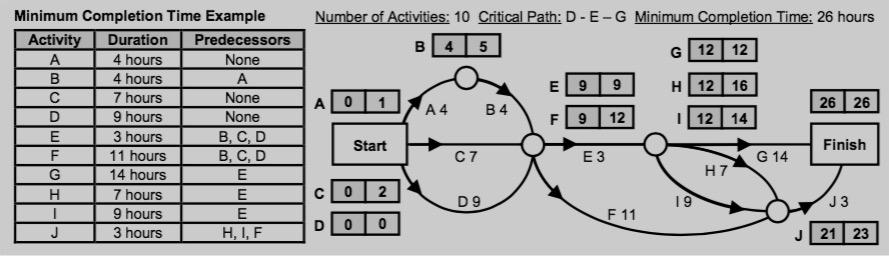 Minimum Completion Time Example
Number of Activities: 10 Critical Path: D - E – G Minimum Completion Time: 26 hours
Activity Duration Predecessors
A 4 hours None
B 4 hours A
C 7 hours None
D 9 hours None
E 3 hours B, C, D
F 11 hours B, C, D
G 14 hours E
H 7 hours E
I 9 hours E
J 3 hours H, I, F
B 4 5
G 12 12
E 9 9
H 12 16
A 0 1
F 9 12
I 12 14
26 26
A 4
B 4
Start
C 7
E 3
G 14
Finish
H 7
C 0 2
D 9
I 9
J 3
D 0 0
F 11
J 21 23